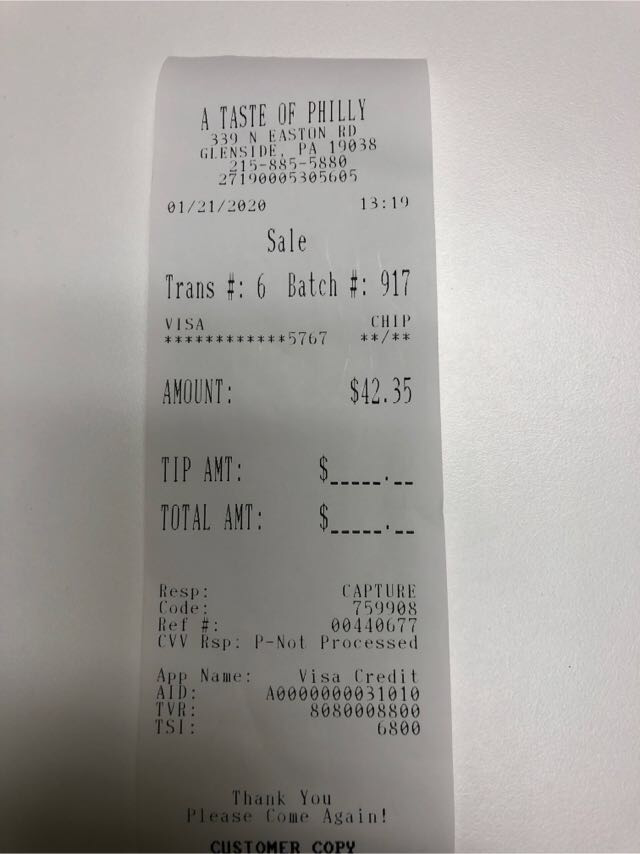 A TASTE OF PHILLY
339 N EASTON RD
GLENSIDE, PA 19038
215-885-5880
27190005305605
01/21/2020 13:19
Sale
Trans #: 6 Batch #: 917
VISA CHIP
************5767 **/**
AMOUNT: $42.35
TIP AMT: $_____.__
TOTAL AMT: $_____.__
Resp: CAPTURE
Code: 759908
Ref #: 00440677
CVV Rsp: P-Not Processed
App Name: Visa Credit
AID: A0000000031010
TVR: 8080008800
TSI: 6800
Thank You
Please Come Again!
CUSTOMER COPY